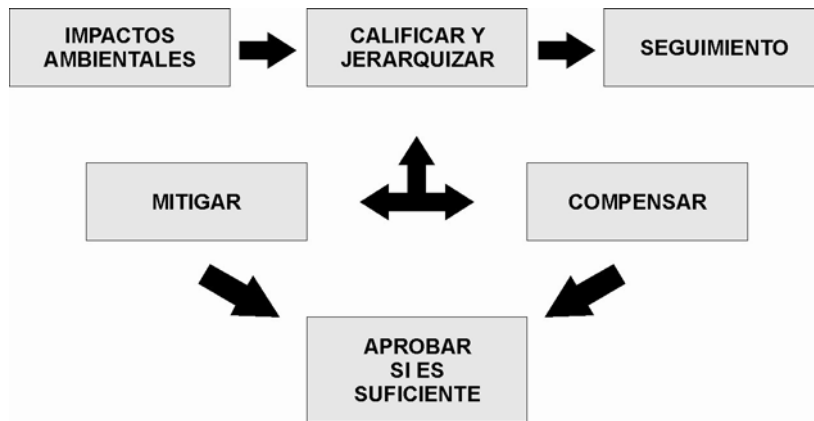 IMPACTOS
AMBIENTALES
CALIFICAR Y
JERARQUIZAR
SEGUIMIENTO
MITIGAR
COMPENSAR
APROBAR
SI ES
SUFICIENTE